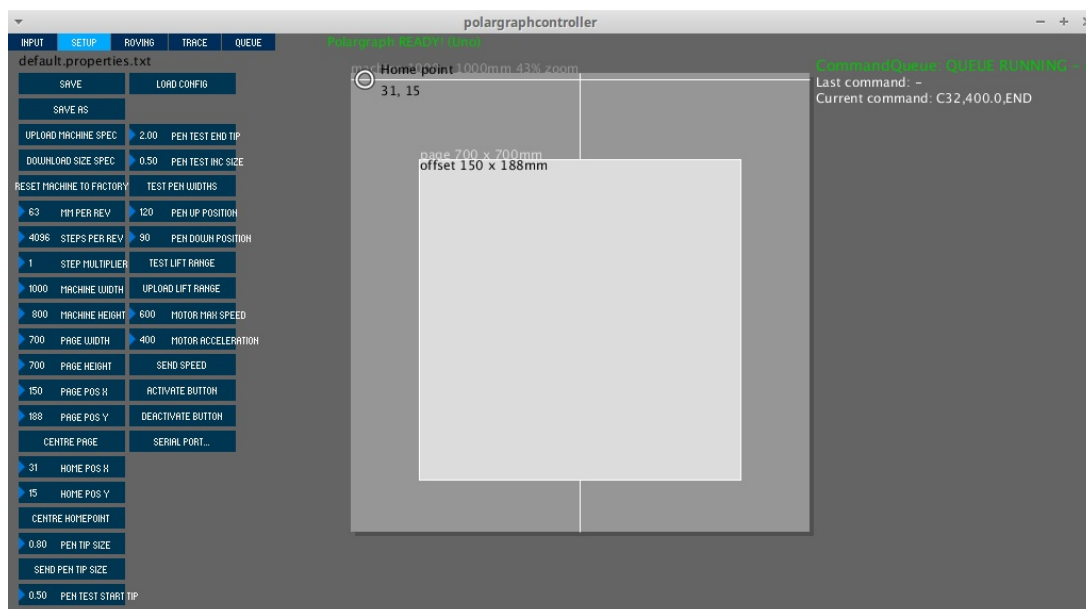 polargraphcontroller
INPUT SETUP ROVING TRACE QUEUE
Polargraph READY! (Uno)
default.properties.txt
SAVE LOAD CONFIG
SAVE AS
UPLOAD MACHINE SPEC 2.00 PEN TEST END TIP
DOWNLOAD SIZE SPEC 0.50 PEN TEST INC SIZE
RESET MACHINE TO FACTORY TEST PEN WIDTHS
63 MM PER REV 120 PEN UP POSITION
4096 STEPS PER REV 90 PEN DOWN POSITION
1 STEP MULTIPLIER TEST LIFT RANGE
1000 MACHINE WIDTH UPLOAD LIFT RANGE
800 MACHINE HEIGHT 600 MOTOR MAX SPEED
700 PAGE WIDTH 400 MOTOR ACCELERATION
700 PAGE HEIGHT SEND SPEED
150 PAGE POS X ACTIVATE BUTTON
188 PAGE POS Y DEACTIVATE BUTTON
CENTRE PAGE SERIAL PORT...
31 HOME POS X
15 HOME POS Y
CENTRE HOMEPOINT
0.80 PEN TIP SIZE
SEND PEN TIP SIZE
0.50 PEN TEST START TIP
1000mm 43% zoom
Home point
31, 15
page 700 x 700mm
offset 150 x 188mm
CommandQueue: QUEUE RUNNING -
Last command: -
Current command: C32,400.0,END